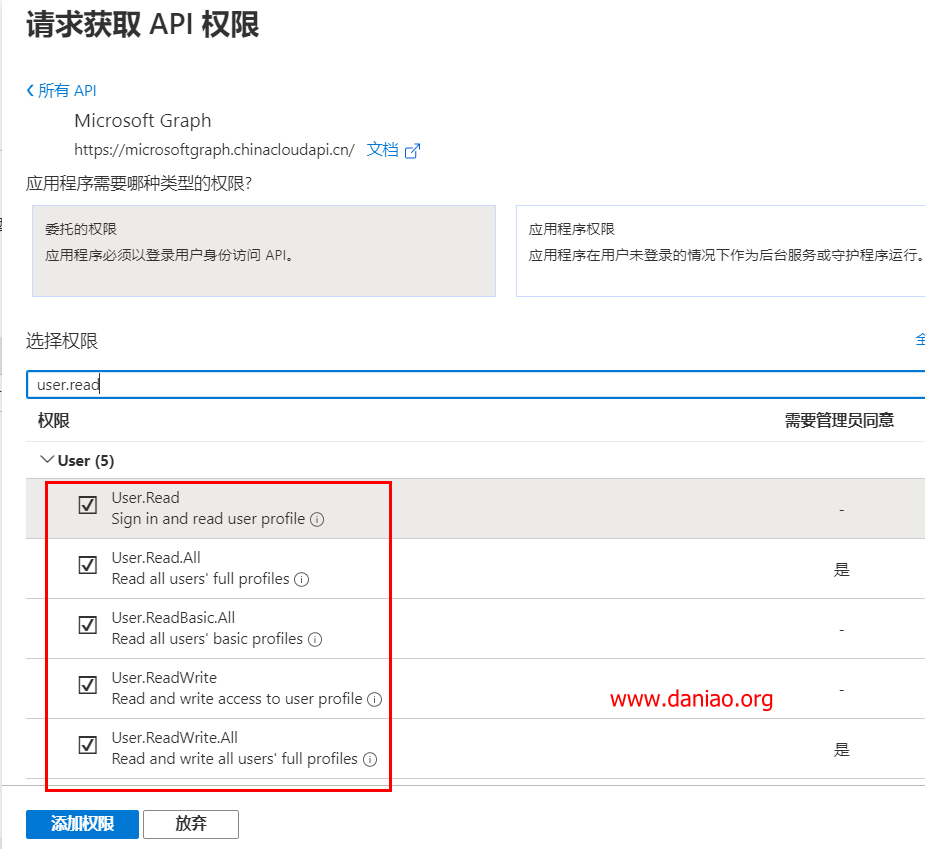 请求获取 API 权限
所有 API
Microsoft Graph
https://microsoftgraph.chinacloudapi.cn/ 文档
应用程序需要哪种类型的权限?
委托的权限
应用程序必须以登录用户身份访问 API。
应用程序权限
应用程序在用户未登录的情况下作为后台服务或守护程序运行。
选择权限
全
user.read
权限 需要管理员同意
User (5)
User.Read
Sign in and read user profile
-
User.Read.All
Read all users' full profiles
是
User.ReadBasic.All
Read all users' basic profiles
-
User.ReadWrite
Read and write access to user profile
-
www.daniao.org
User.ReadWrite.All
Read and write all users' full profiles
是
添加权限 放弃